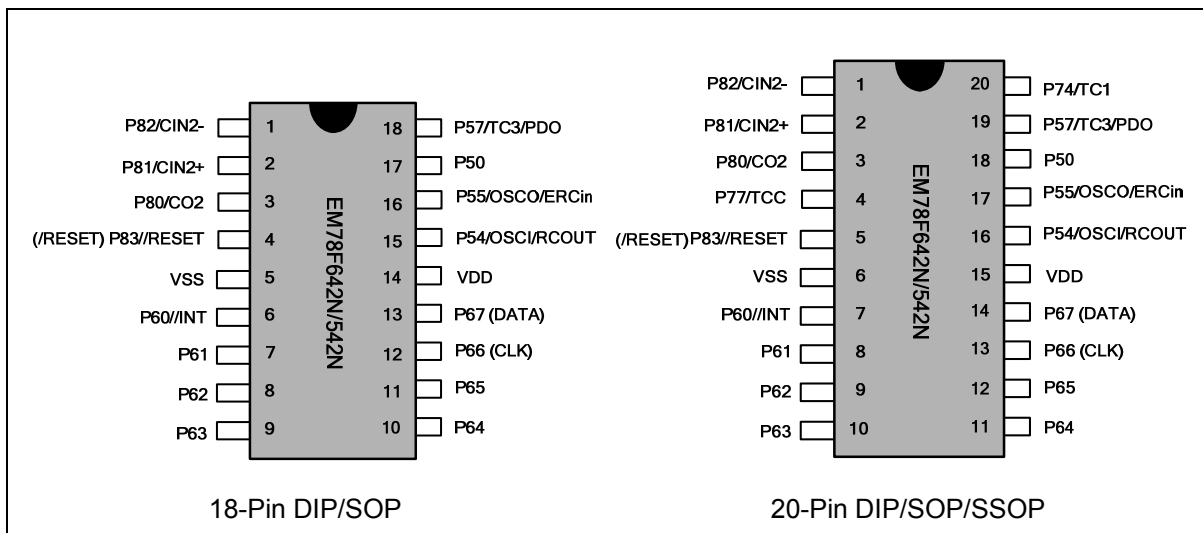 P82/CIN2-
1
18
P57/TC3/PDO
P81/CIN2+
2
17
P50
P80/CO2
3
16
P55/OSCO/ERCin
(/RESET) P83//RESET
4
15
P54/OSCI/RCOUT
VSS
5
14
VDD
P60//INT
6
13
P67 (DATA)
P61
7
12
P66 (CLK)
P62
8
11
P65
P63
9
10
P64
EM78F642N/542N
18-Pin DIP/SOP
P82/CIN2-
1
20
P74/TC1
P81/CIN2+
2
19
P57/TC3/PDO
P80/CO2
3
18
P50
P77/TCC
4
17
P55/OSCO/ERCin
(/RESET) P83//RESET
5
16
P54/OSCI/RCOUT
VSS
6
15
VDD
P60//INT
7
14
P67 (DATA)
P61
8
13
P66 (CLK)
P62
9
12
P65
P63
10
11
P64
EM78F642N/542N
20-Pin DIP/SOP/SSOP